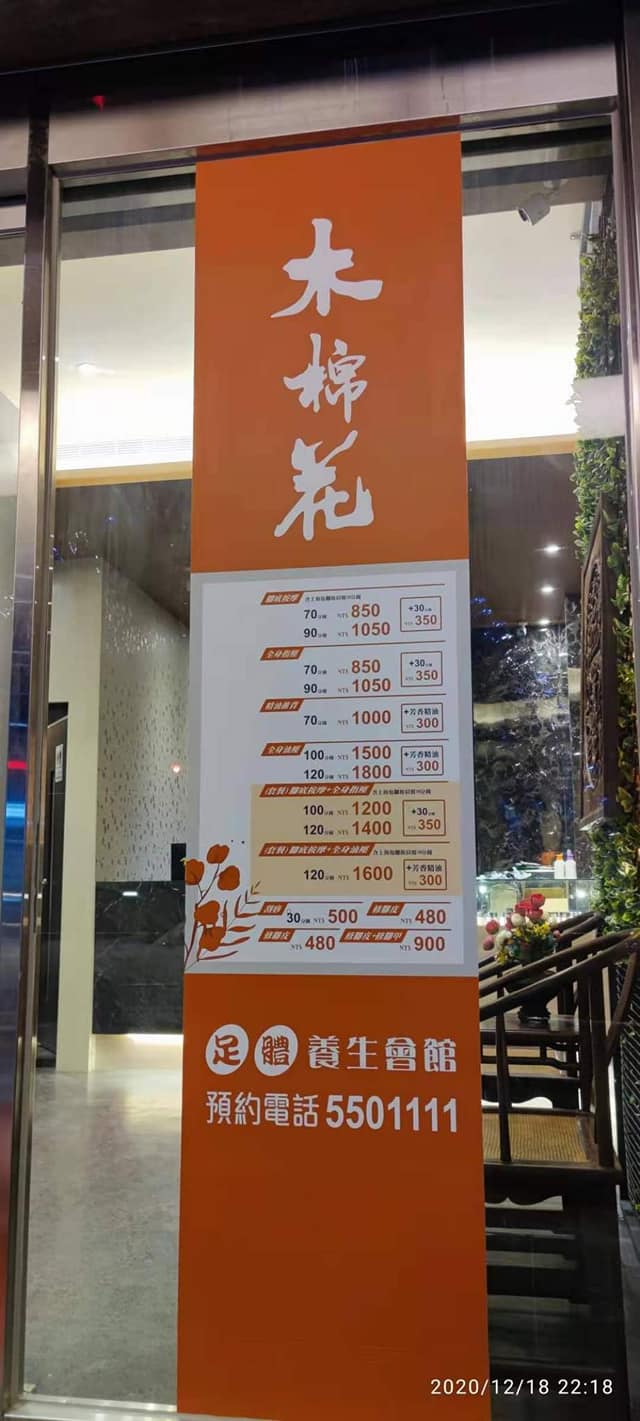 木棉花
腳底按摩
70分鐘 NT$ 850
90分鐘 NT$ 1050
+30分鐘
NT$ 350
全身指壓
70分鐘 NT$ 850
90分鐘 NT$ 1050
+30分鐘
NT$ 350
70分鐘 NT$ 1000
+芳香精油
NT$ 300
全身油壓
100分鐘 NT$ 1500
120分鐘 NT$ 1800
+芳香精油
NT$ 300
(套餐)腳底按摩+全身指壓
100分鐘 NT$ 1200
120分鐘 NT$ 1400
+30分鐘
NT$ 350
(套餐)腳底按摩+全身油壓
120分鐘 NT$ 1600
+芳香精油
NT$ 300
刮痧 30分鐘 NT$ 500
修腳皮 480
NT$ 480
NT$ 900
足體養生會館
預約電話 5501111
2020/12/18 22:18